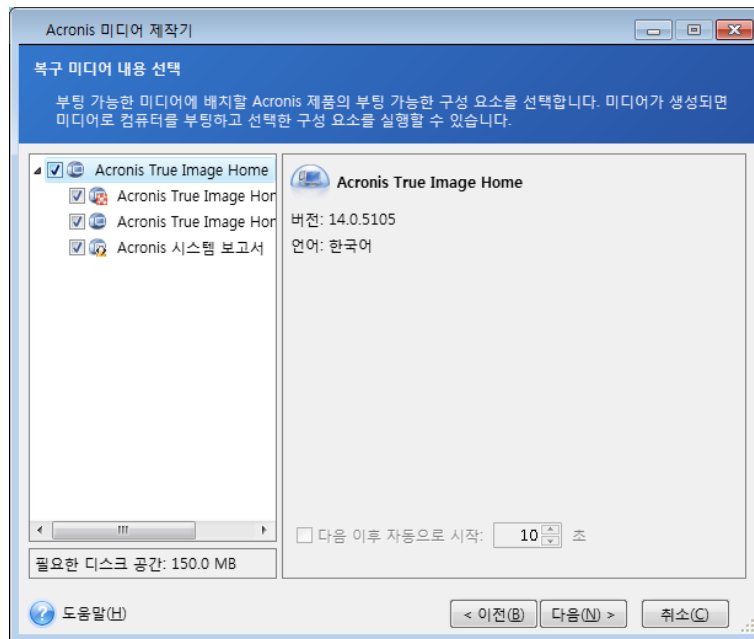 Acronis 미디어 제작기
복구 미디어 내용 선택
부팅 가능한 미디어에 배치할 Acronis 제품의 부팅 가능한 구성 요소를 선택합니다. 미디어가 생성되면
미디어로 컴퓨터를 부팅하고 선택한 구성 요소를 실행할 수 있습니다.
Acronis True Image Home
Acronis True Image Hor
Acronis True Image Hor
Acronis 시스템 보고서
필요한 디스크 공간: 150.0 MB
Acronis True Image Home
버전: 14.0.5105
언어: 한국어
다음 이후 자동으로 시작: 10 초
도움말(H)
< 이전(B) 다음(N) > 취소(C)